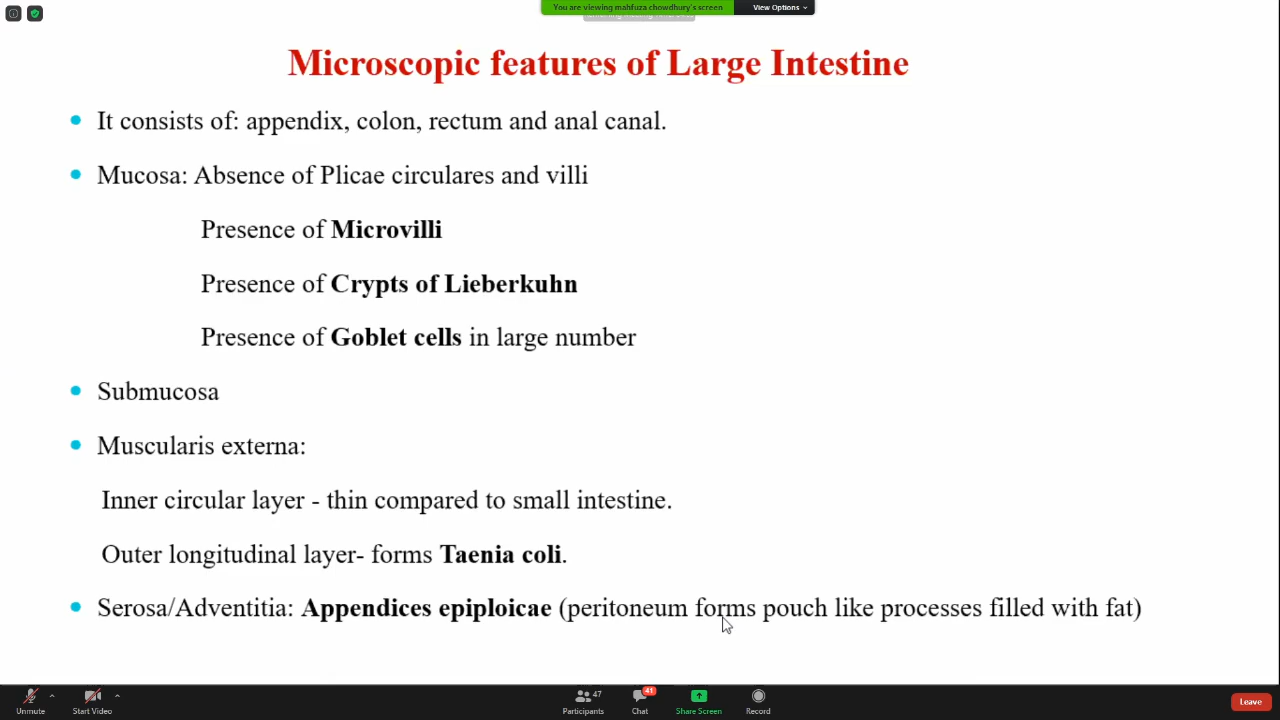 You are viewing mahfuza chowdhury's screen
View Options
Microscopic features of Large Intestine
It consists of: appendix, colon, rectum and anal canal.
Mucosa: Absence of Plicae circulares and villi
Presence of Microvilli
Presence of Crypts of Lieberkuhn
Presence of Goblet cells in large number
Submucosa
Muscularis externa:
Inner circular layer - thin compared to small intestine.
Outer longitudinal layer- forms Taenia coli.
Serosa/Adventitia: Appendices epiploicae (peritoneum forms pouch like processes filled with fat)
Unmute
Start Video
47
Participants
41
Chat
Share Screen
Record
Leave